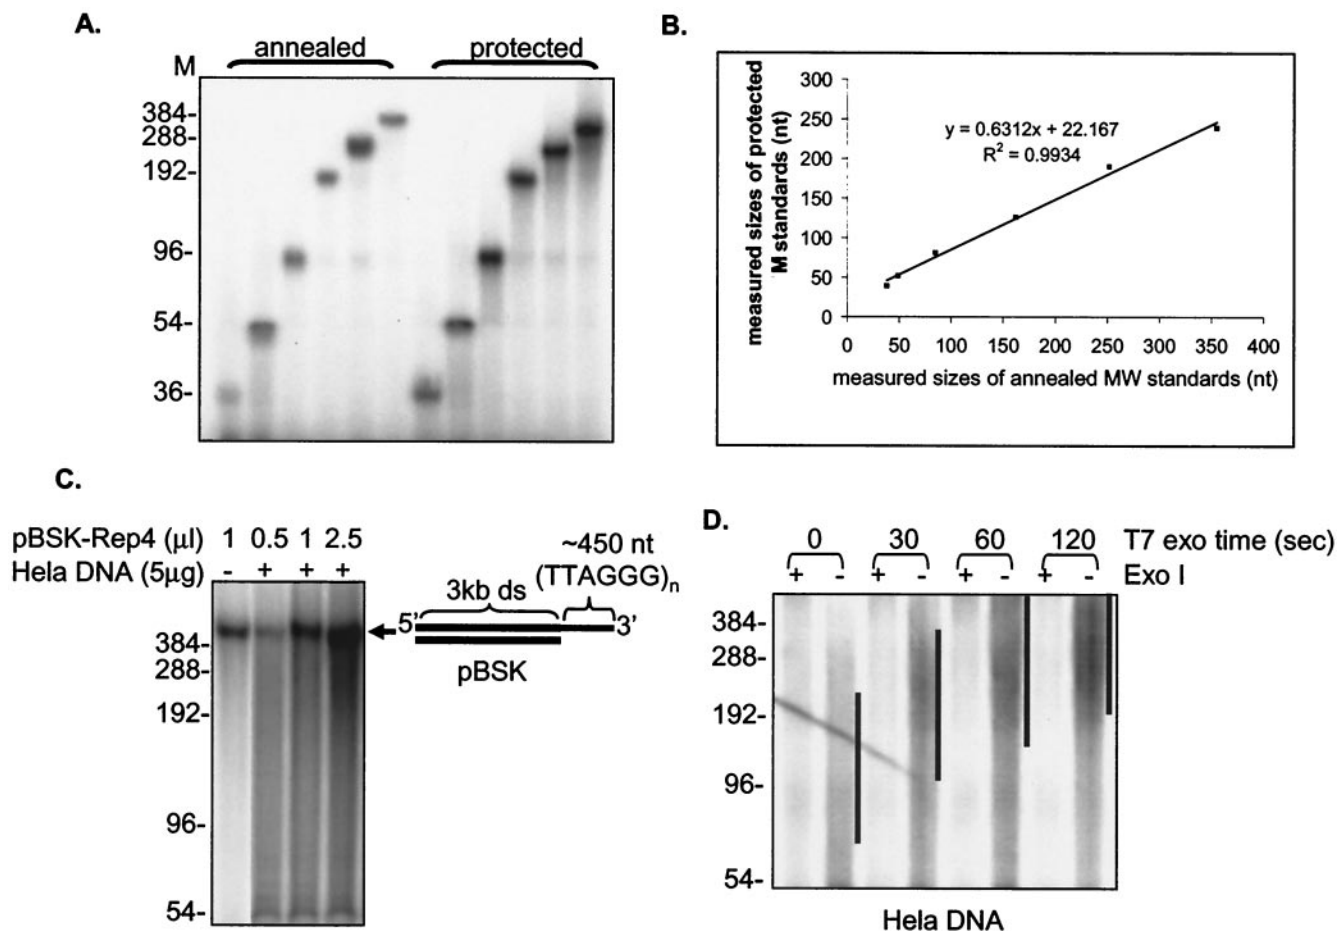 A.
annealed protected
M
384-
288-
192-
96-
54-
36-
B.
measured sizes of protected
M standards (nt)
300
250
200
150
100
50
0
y = 0.6312x + 22.167
R² = 0.9934
0 50 100 150 200 250 300 350 400
measured sizes of annealed MW standards (nt)
C.
pBSK-Rep4 (µl) 1 0.5 1 2.5
Hela DNA (5µg) - + + +
384-
288-
192-
96-
54-
~450 nt
(TTAGGG)n
3kb ds
5' 3'
pBSK
D.
0 30 60 120 T7 exo time (sec)
+ - + - + - + - Exo I
384-
288-
192-
96-
54-
Hela DNA